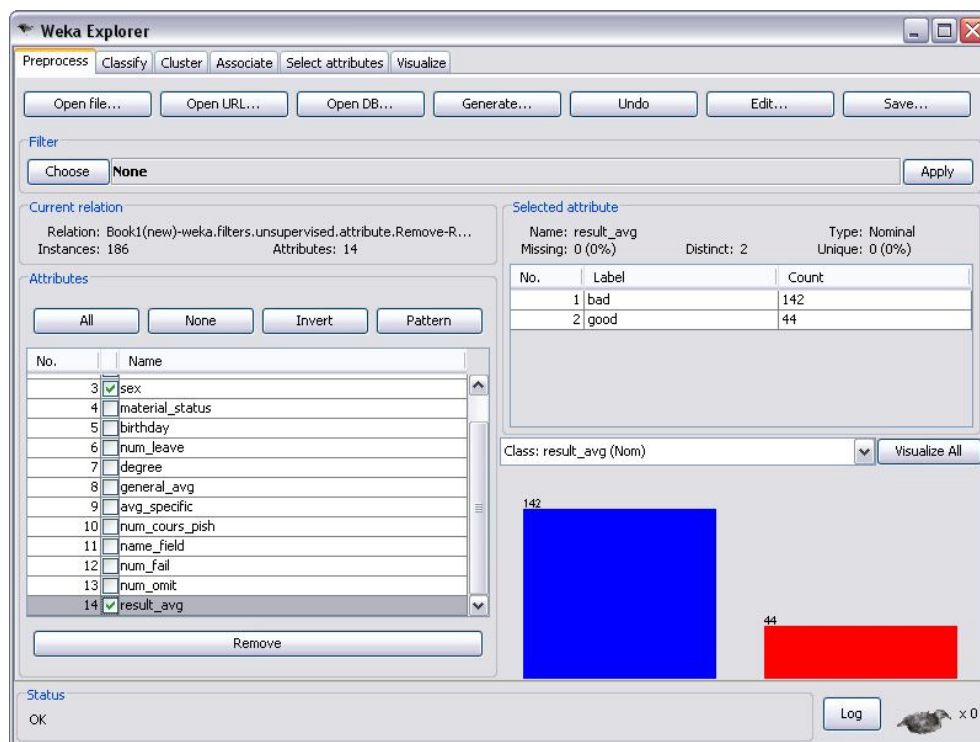 Weka Explorer
Preprocess Classify Cluster Associate Select attributes Visualize
Open file... Open URL... Open DB... Generate... Undo Edit... Save...
Filter
Choose None Apply
Current relation
Relation: Book1(new)-weka.filters.unsupervised.attribute.Remove-R...
Instances: 186 Attributes: 14
Attributes
All None Invert Pattern
No. Name
3 sex
4 material_status
5 birthday
6 num_leave
7 degree
8 general_avg
9 avg_specific
10 num_cours_pish
11 name_field
12 num_fail
13 num_omit
14 result_avg
Remove
Selected attribute
Name: result_avg Type: Nominal
Missing: 0 (0%) Distinct: 2 Unique: 0 (0%)
No. Label Count
1 bad 142
2 good 44
Class: result_avg (Nom) Visualize All
142
44
Status
OK
Log x 0